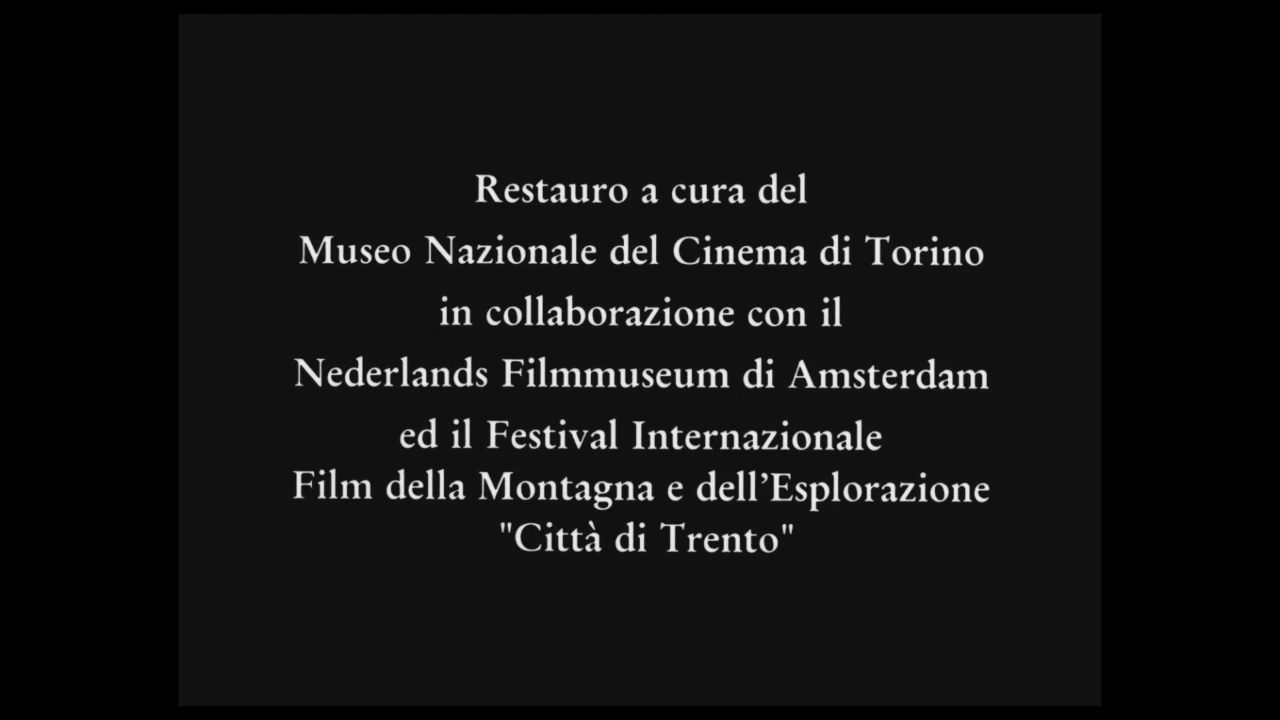 Restauro a cura del
Museo Nazionale del Cinema di Torino
in collaborazione con il
Nederlands Filmmuseum di Amsterdam
ed il Festival Internazionale
Film della Montagna e dell’Esplorazione
"Città di Trento"